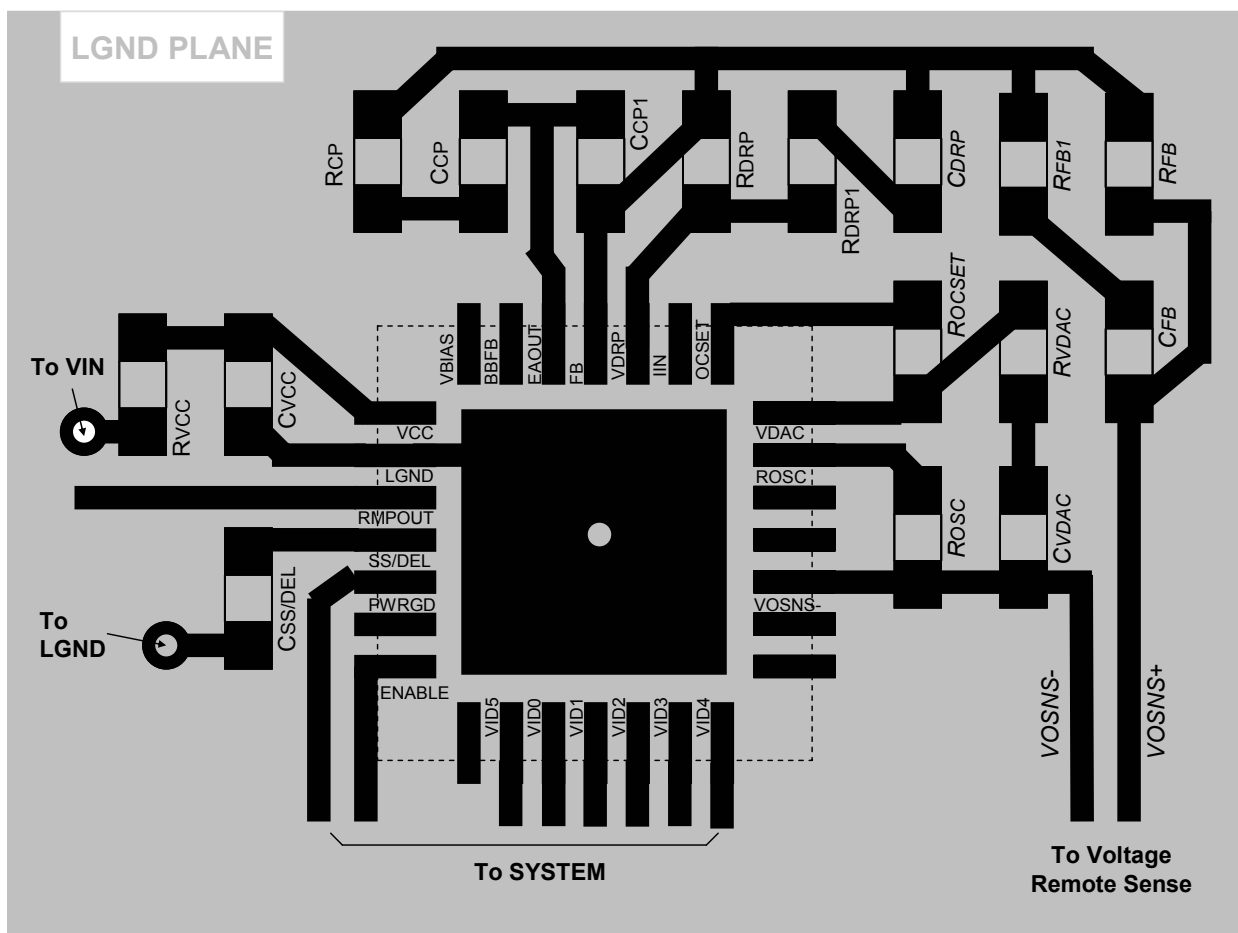 LGND PLANE
RCP
CCP
CCP1
RDRP
RDRP1
CDRP
RFB1
RFB
VBIAS
BBFB
EAOUT
FB
VDRP
IIN
OCSET
ROCSET
RVDAC
CFB
To VIN
RVCC
CVCC
VCC
VDAC
LGND
ROSC
RMPOUT
SS/DEL
PWRGD
VOSNS-
ENABLE
ROSC
CVDAC
CSS/DEL
To
LGND
VID5
VID0
VID1
VID2
VID3
VID4
VOSNS-
VOSNS+
To SYSTEM
To Voltage
Remote Sense